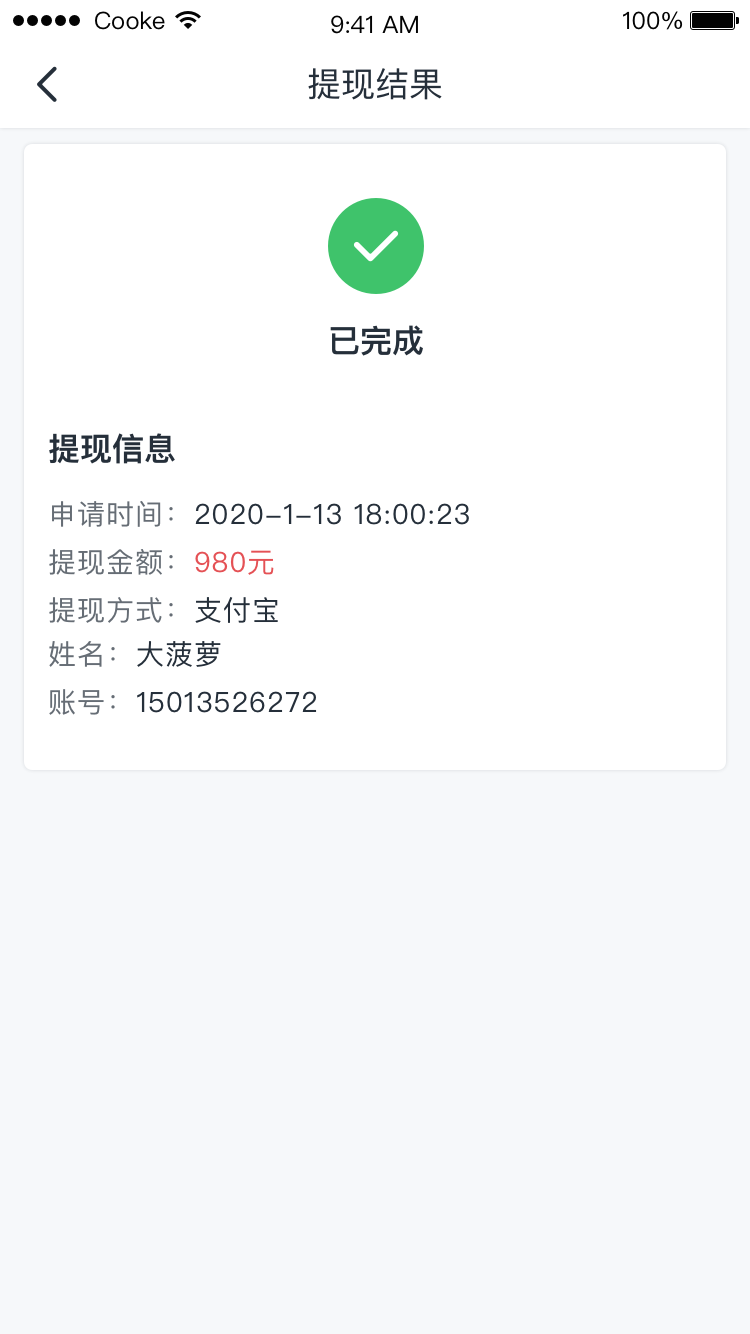 Cooke 9:41 AM 100%
提现结果
已完成
提现信息
申请时间：2020-1-13 18:00:23
提现金额：980元
提现方式：支付宝
姓名：大菠萝
账号：15013526272